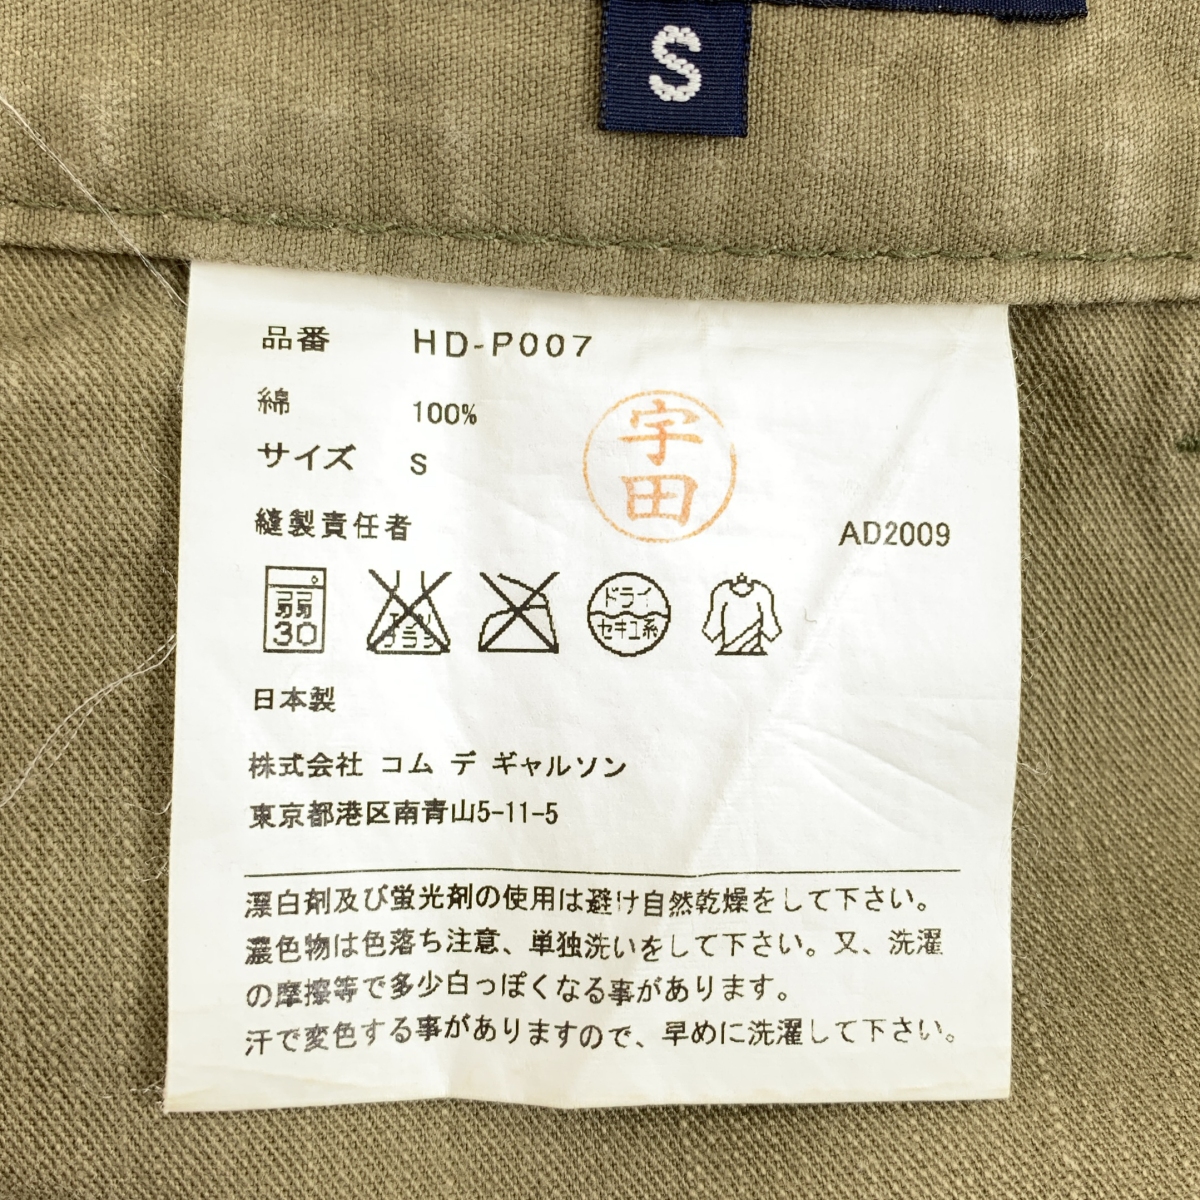 S
品番 HD-P007
綿 100%
サイズ S
宇田
縫製責任者 AD2009
弱
30
エンソ
サラシ
ドライ
セキユ系
日本製
株式会社 コム デ ギャルソン
東京都港区南青山5-11-5
漂白剤及び蛍光剤の使用は避け自然乾燥をして下さい。
濃色物は色落ち注意、単独洗いをして下さい。又、洗濯
の摩擦等で多少白っぽくなる事があります。
汗で変色する事がありますので、早めに洗濯して下さい。